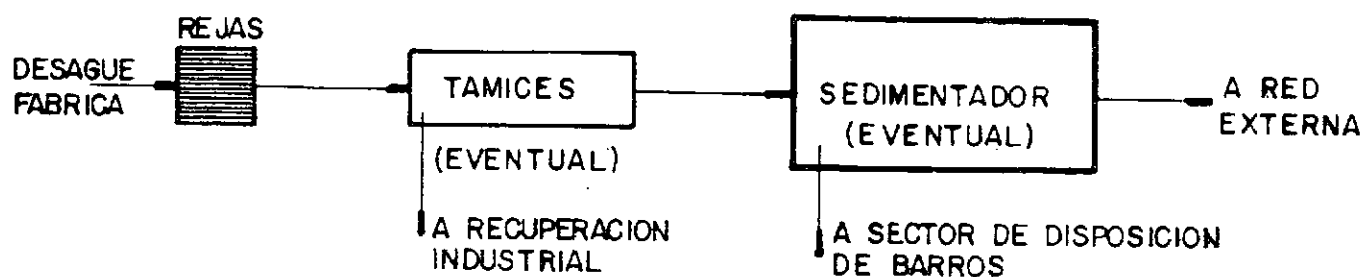 REJAS
DESAGUE
FABRICA
TAMICES
(EVENTUAL)
A RECUPERACION
INDUSTRIAL
SEDIMENTADOR
(EVENTUAL)
A SECTOR DE DISPOSICION
DE BARROS
A RED
EXTERNA